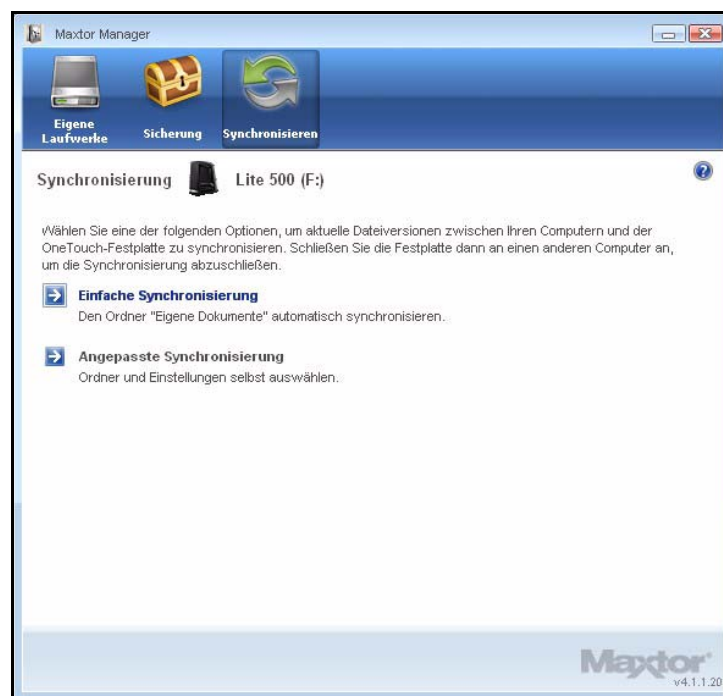 Maxtor Manager
Eigene
Laufwerke
Sicherung
Synchronisieren
Synchronisierung Lite 500 (F:)
Wählen Sie eine der folgenden Optionen, um aktuelle Dateiversionen zwischen Ihren Computern und der
OneTouch-Festplatte zu synchronisieren. Schließen Sie die Festplatte dann an einen anderen Computer an,
um die Synchronisierung abzuschließen.
Einfache Synchronisierung
Den Ordner "Eigene Dokumente" automatisch synchronisieren.
Angepasste Synchronisierung
Ordner und Einstellungen selbst auswählen.
Maxtor
v4.1.1.20